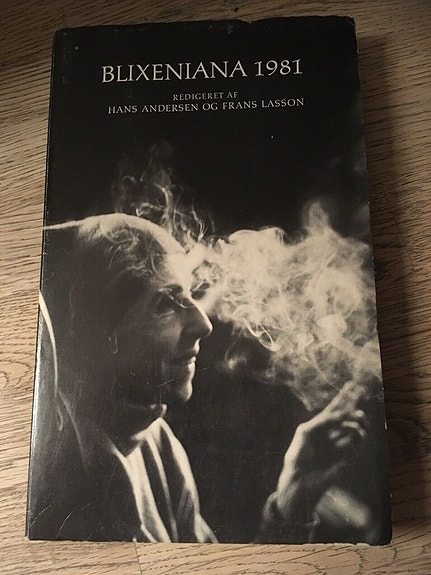 BLIXENIANA 1981
REDIGERET AF
HANS ANDERSEN OG FRANS LASSON